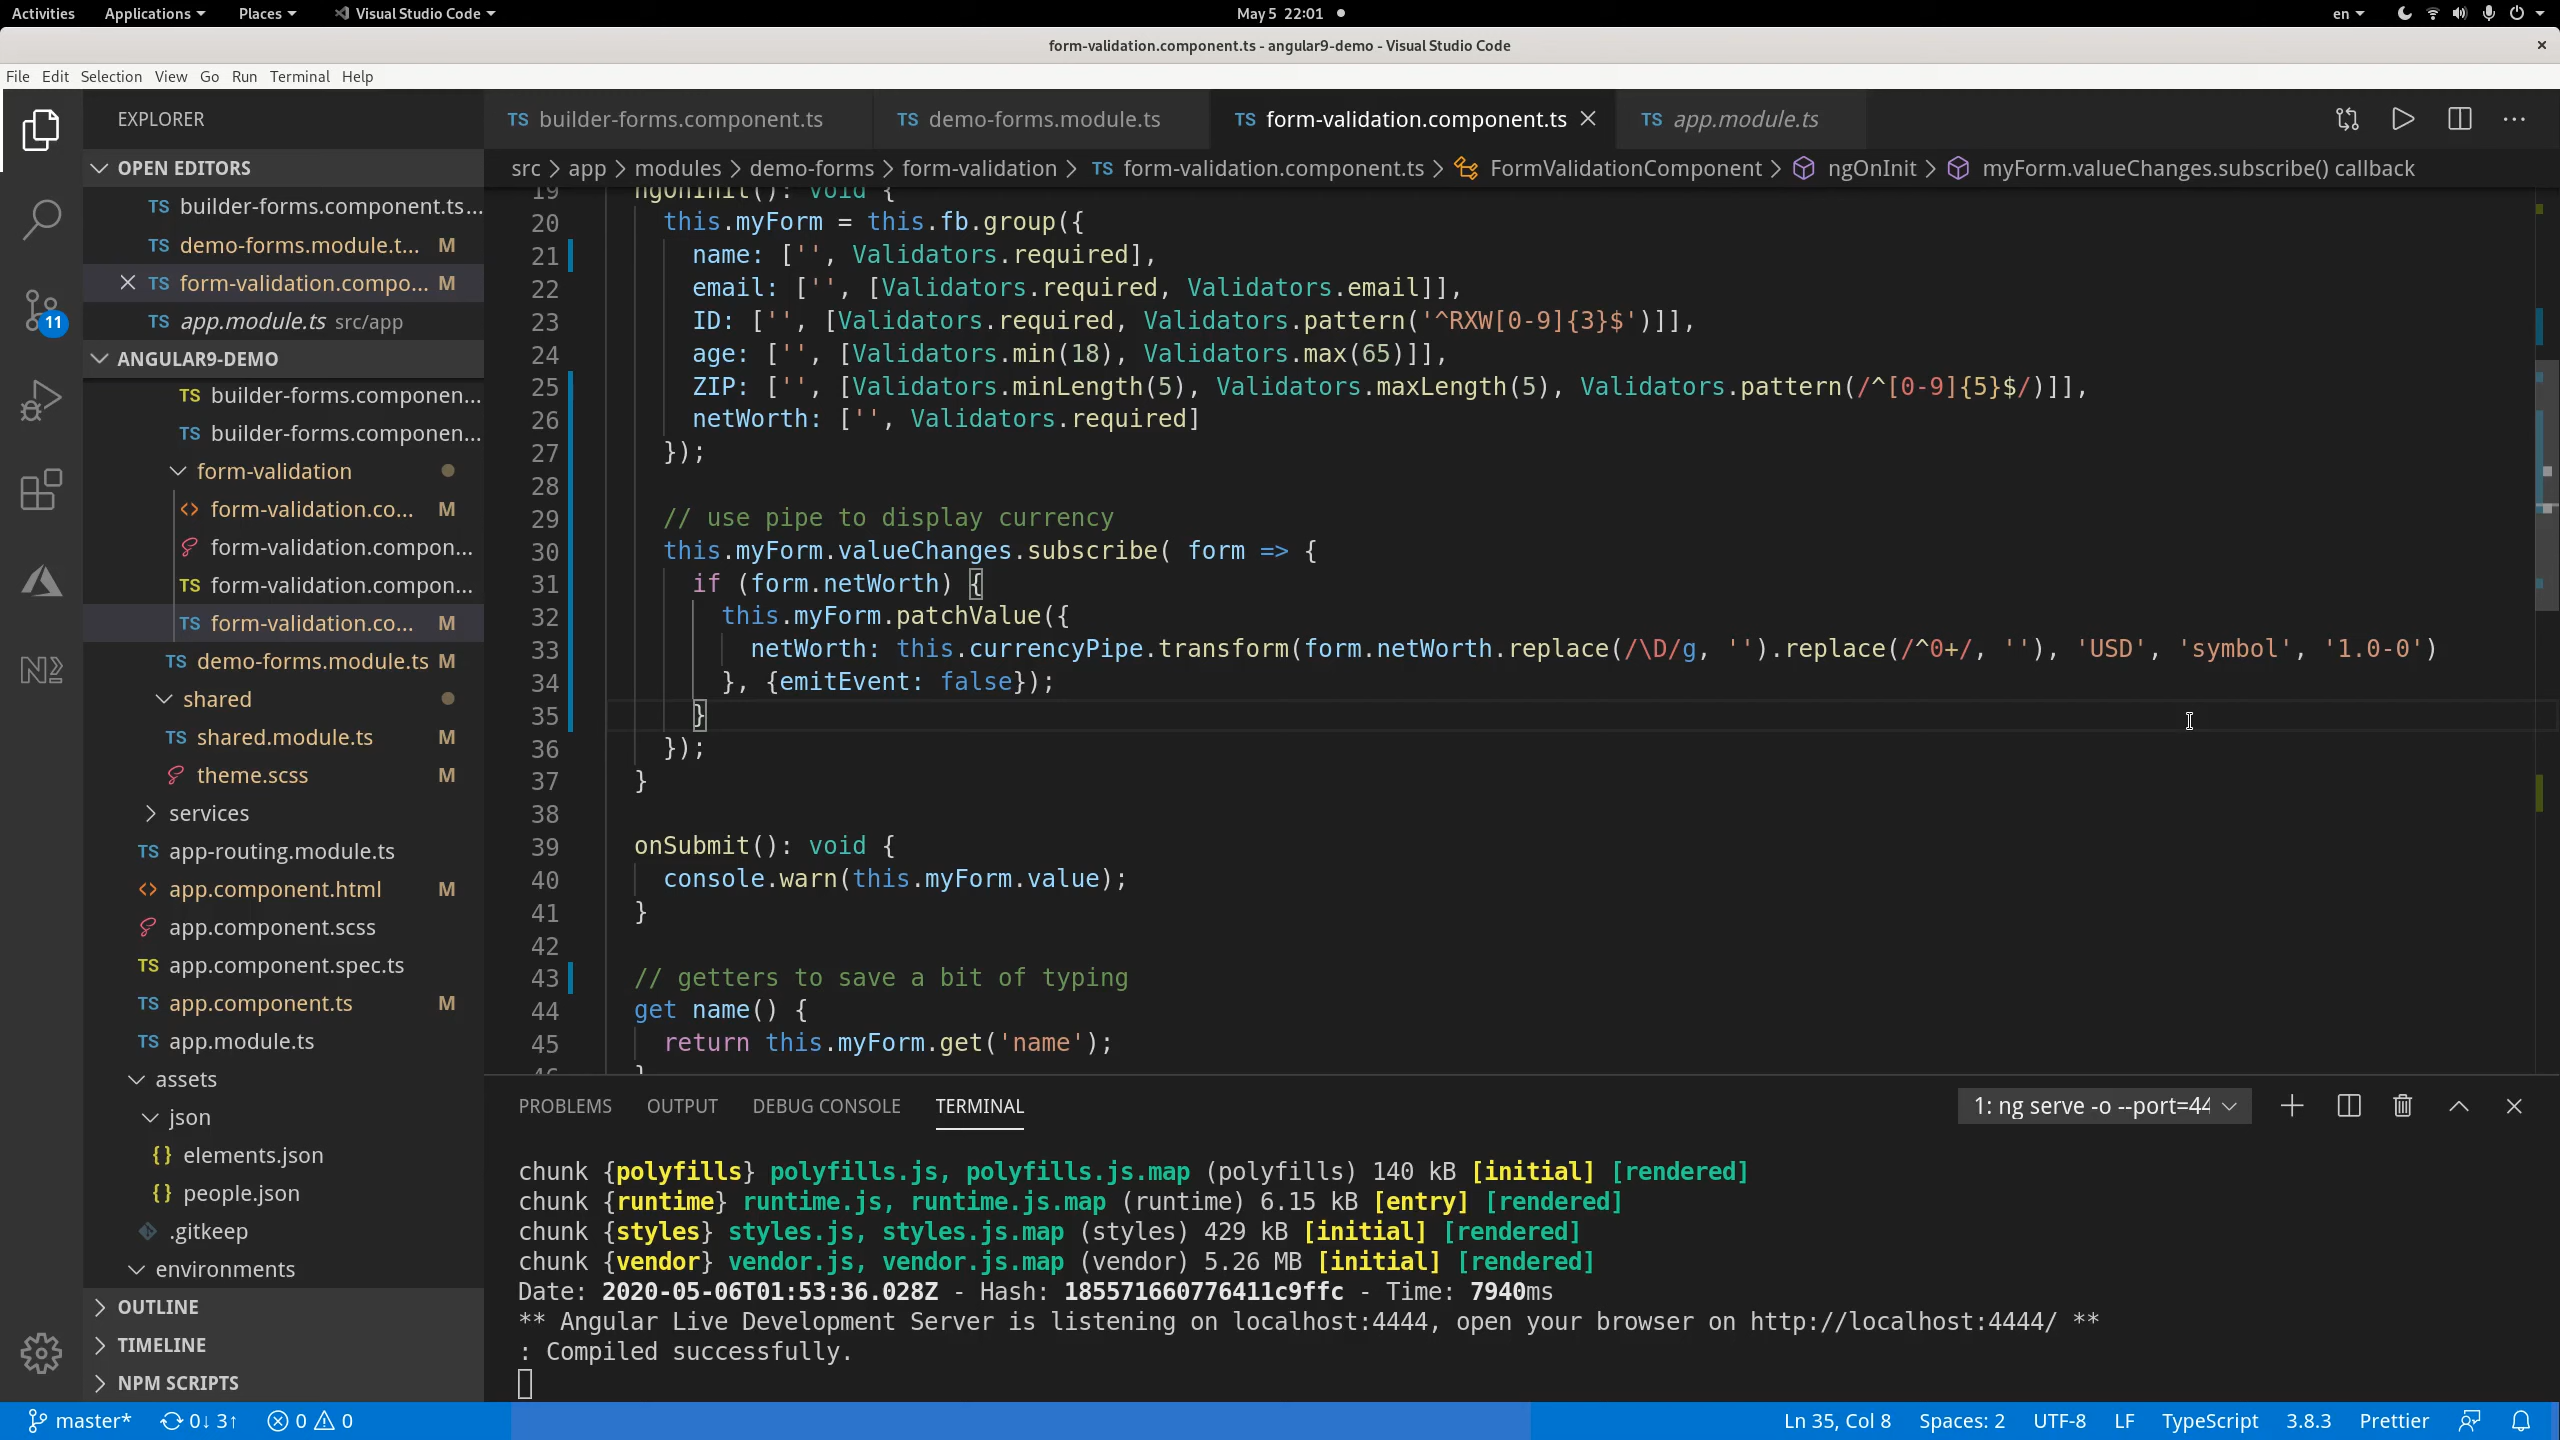 Activities Applications Places Visual Studio Code May 5 22:01 en
form-validation.component.ts - angular9-demo - Visual Studio Code
File Edit Selection View Go Run Terminal Help
EXPLORER
OPEN EDITORS
TS builder-forms.component.ts...
TS demo-forms.module.t... M
TS form-validation.compo... M
TS app.module.ts src/app
ANGULAR9-DEMO
TS builder-forms.componen...
TS builder-forms.componen...
form-validation
<> form-validation.co... M
form-validation.compon...
TS form-validation.compon...
TS form-validation.co... M
TS demo-forms.module.ts M
shared
TS shared.module.ts M
theme.scss M
services
TS app-routing.module.ts
<> app.component.html M
app.component.scss
TS app.component.spec.ts
TS app.component.ts M
TS app.module.ts
assets
json
{} elements.json
{} people.json
.gitkeep
environments
OUTLINE
TIMELINE
NPM SCRIPTS
11
TS builder-forms.component.ts TS demo-forms.module.ts TS form-validation.component.ts TS app.module.ts
src > app > modules > demo-forms > form-validation > TS form-validation.component.ts > FormValidationComponent > ngOnInit > myForm.valueChanges.subscribe() callback
19 ngOnInit(): void {
20 this.myForm = this.fb.group({
21 name: ['', Validators.required],
22 email: ['', [Validators.required, Validators.email]],
23 ID: ['', [Validators.required, Validators.pattern('^RXW[0-9]{3}$')]],
24 age: ['', [Validators.min(18), Validators.max(65)]],
25 ZIP: ['', [Validators.minLength(5), Validators.maxLength(5), Validators.pattern(/^[0-9]{5}$/)]],
26 netWorth: ['', Validators.required]
27 });
28
29 // use pipe to display currency
30 this.myForm.valueChanges.subscribe( form => {
31 if (form.netWorth) {
32 this.myForm.patchValue({
33 netWorth: this.currencyPipe.transform(form.netWorth.replace(/\D/g, '').replace(/^0+/, ''), 'USD', 'symbol', '1.0-0')
34 }, {emitEvent: false});
35 }
36 });
37 }
38
39 onSubmit(): void {
40 console.warn(this.myForm.value);
41 }
42
43 // getters to save a bit of typing
44 get name() {
45 return this.myForm.get('name');
46 }
PROBLEMS OUTPUT DEBUG CONSOLE TERMINAL 1: ng serve -o --port=44
chunk {polyfills} polyfills.js, polyfills.js.map (polyfills) 140 kB [initial] [rendered]
chunk {runtime} runtime.js, runtime.js.map (runtime) 6.15 kB [entry] [rendered]
chunk {styles} styles.js, styles.js.map (styles) 429 kB [initial] [rendered]
chunk {vendor} vendor.js, vendor.js.map (vendor) 5.26 MB [initial] [rendered]
Date: 2020-05-06T01:53:36.028Z - Hash: 185571660776411c9ffc - Time: 7940ms
** Angular Live Development Server is listening on localhost:4444, open your browser on http://localhost:4444/ **
: Compiled successfully.
master* 0↓ 3↑ 0 0 Ln 35, Col 8 Spaces: 2 UTF-8 LF TypeScript 3.8.3 Prettier